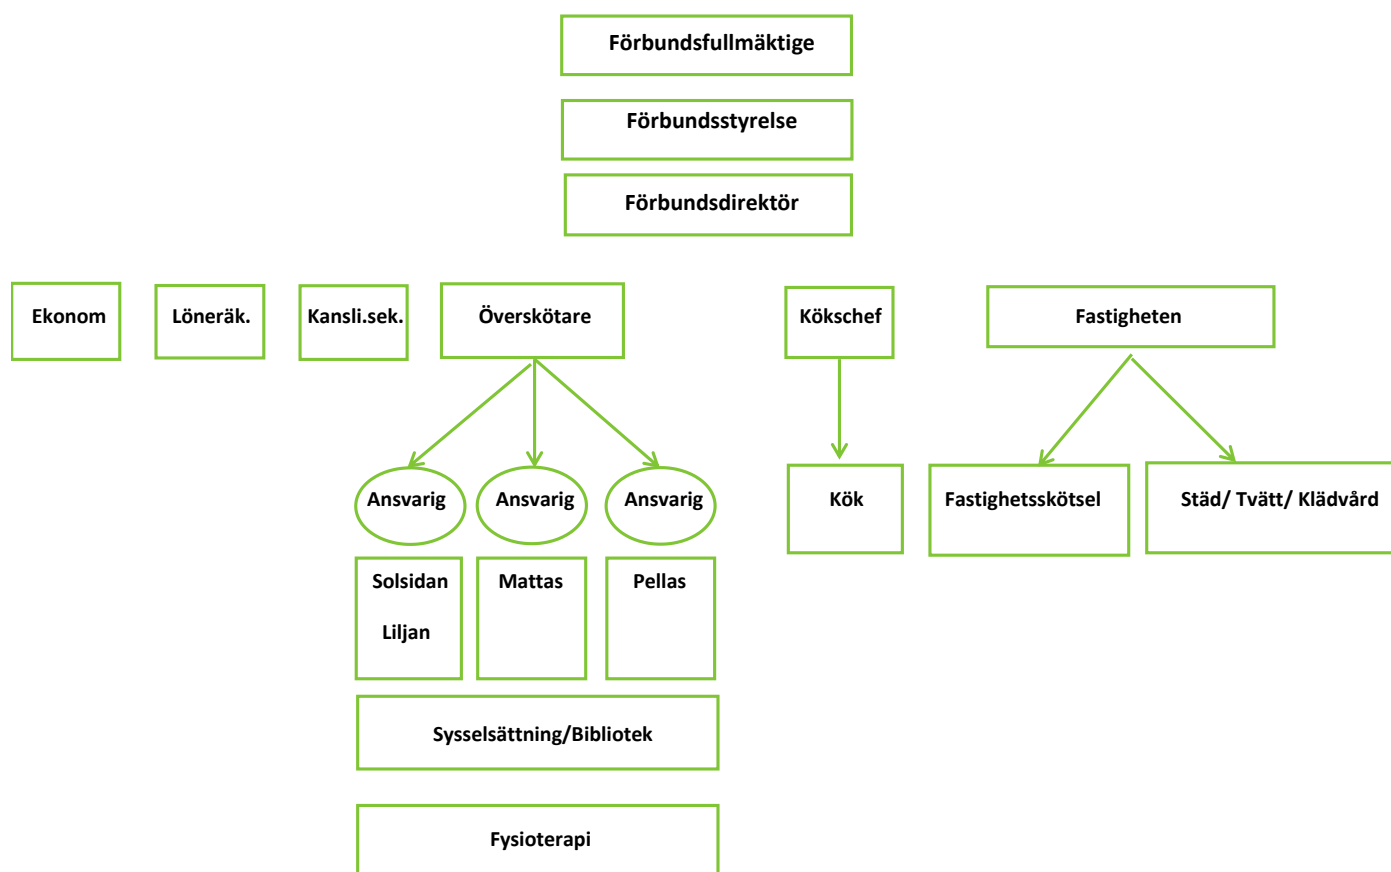 Förbundsfullmäktige
Förbundsstyrelse
Förbundsdirektör
Ekonom
Löneräk.
Kansli.sek.
Överskötare
Kökschef
Fastigheten
Ansvarig
Ansvarig
Ansvarig
Kök
Fastighetsskötsel
Städ/ Tvätt/ Klädvård
Solsidan
Liljan
Mattas
Pellas
Sysselsättning/Bibliotek
Fysioterapi